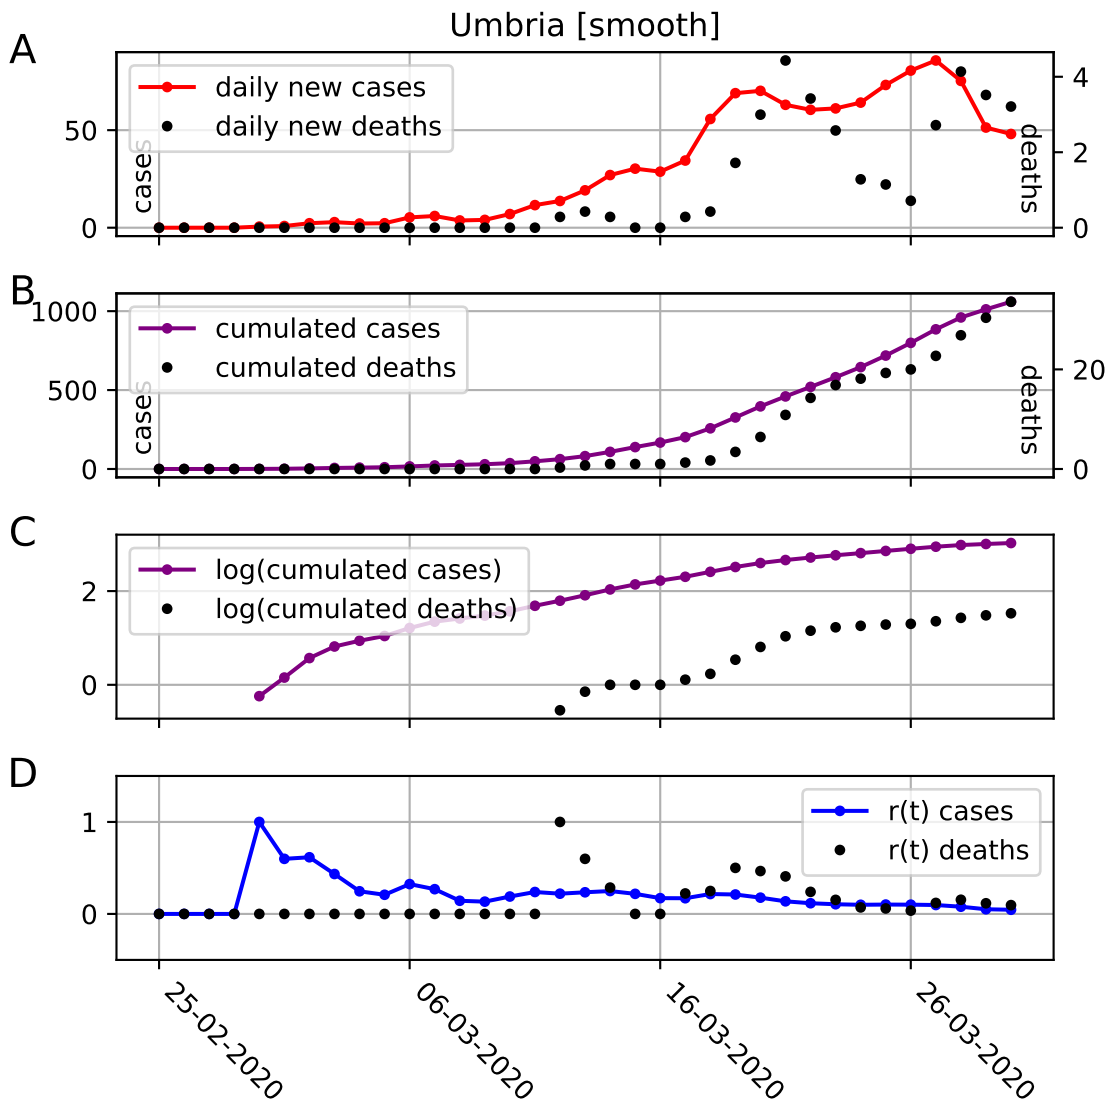 Umbria [smooth]
A
daily new cases
daily new deaths
50
0
cases
4
2
0
deaths
B
cumulated cases
cumulated deaths
1000
500
0
cases
20
0
deaths
C
log(cumulated cases)
log(cumulated deaths)
2
0
D
r(t) cases
r(t) deaths
1
0
25-02-2020
06-03-2020
16-03-2020
26-03-2020